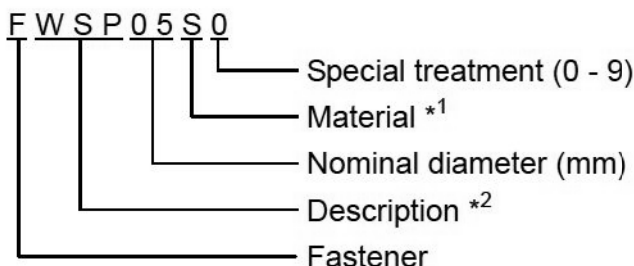 F W S P 0 5 S 0
Special treatment (0 - 9)
Material *1
Nominal diameter (mm)
Description *2
Fastener